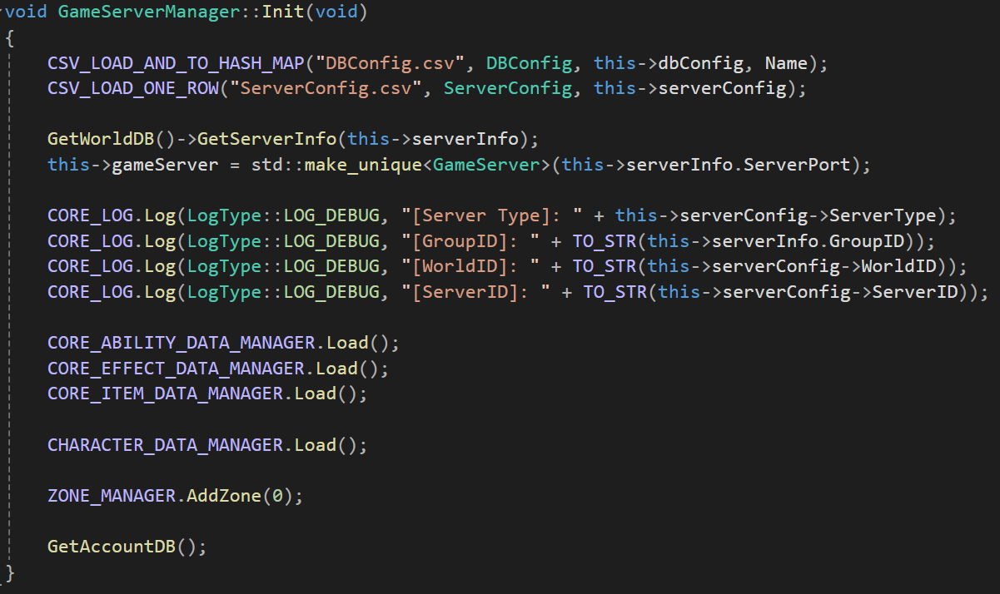 void GameServerManager::Init(void)
{
    CSV_LOAD_AND_TO_HASH_MAP("DBConfig.csv", DBConfig, this->dbConfig, Name);
    CSV_LOAD_ONE_ROW("ServerConfig.csv", ServerConfig, this->serverConfig);

    GetWorldDB()->GetServerInfo(this->serverInfo);
    this->gameServer = std::make_unique<GameServer>(this->serverInfo.ServerPort);

    CORE_LOG.Log(LogType::LOG_DEBUG, "[Server Type]: " + this->serverConfig->ServerType);
    CORE_LOG.Log(LogType::LOG_DEBUG, "[GroupID]: " + TO_STR(this->serverInfo.GroupID));
    CORE_LOG.Log(LogType::LOG_DEBUG, "[WorldID]: " + TO_STR(this->serverConfig->WorldID));
    CORE_LOG.Log(LogType::LOG_DEBUG, "[ServerID]: " + TO_STR(this->serverConfig->ServerID));

    CORE_ABILITY_DATA_MANAGER.Load();
    CORE_EFFECT_DATA_MANAGER.Load();
    CORE_ITEM_DATA_MANAGER.Load();

    CHARACTER_DATA_MANAGER.Load();

    ZONE_MANAGER.AddZone(0);

    GetAccountDB();
}